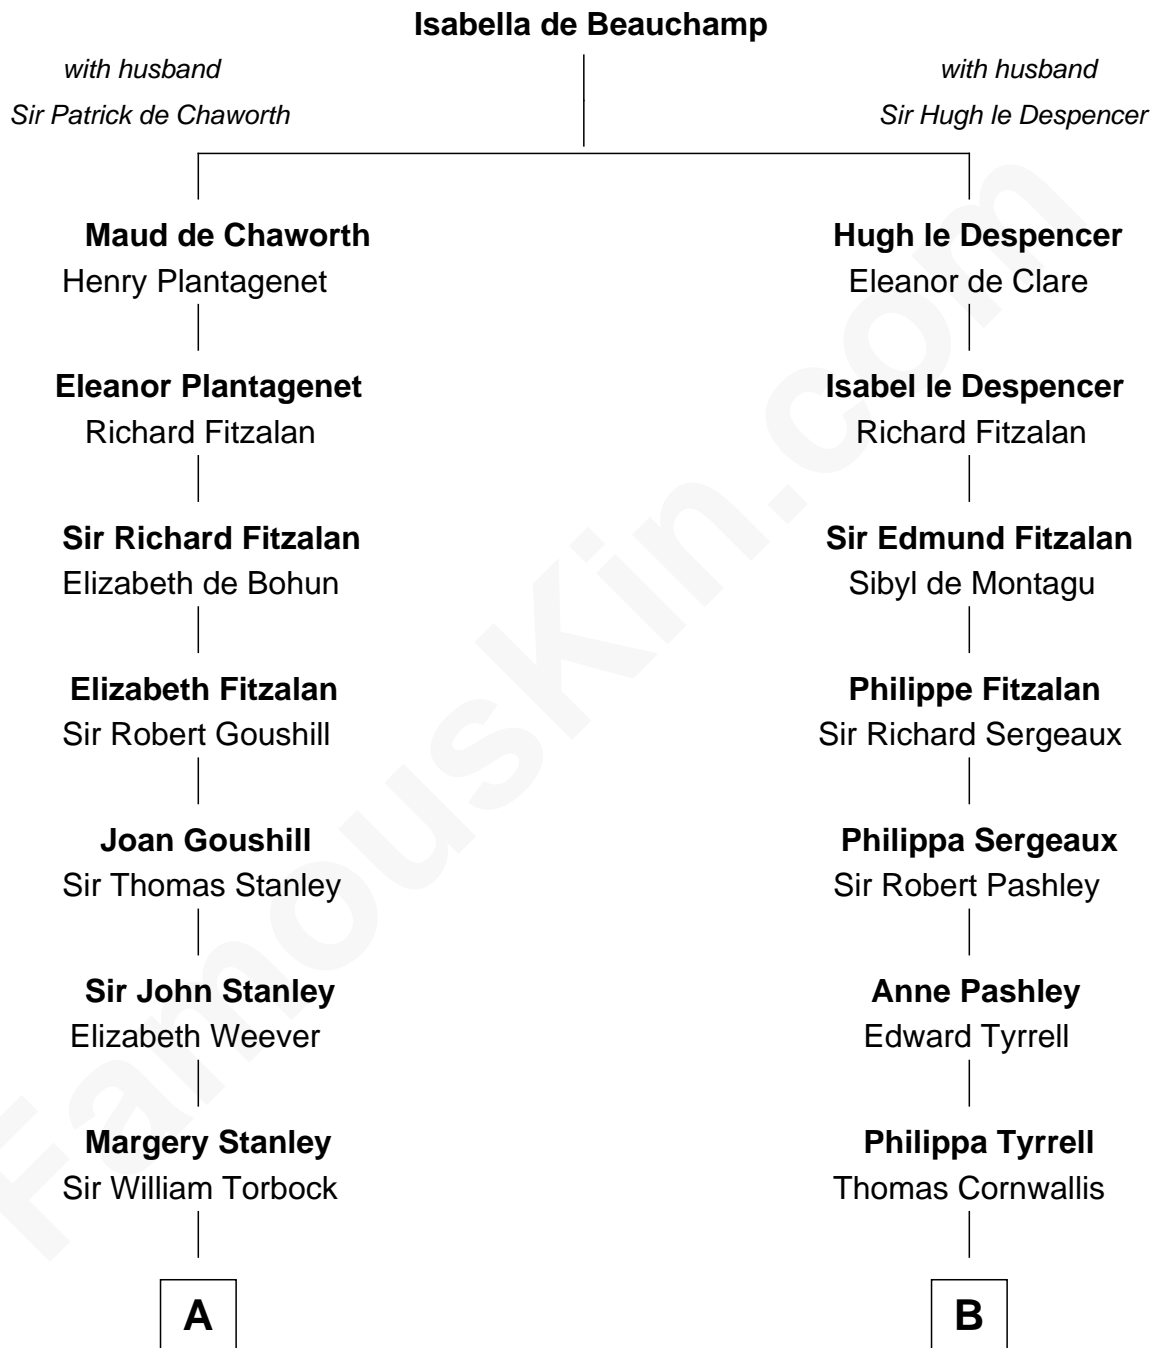 Isabella de Beauchamp
with husband
Sir Patrick de Chaworth
with husband
Sir Hugh le Despencer
Maud de Chaworth
Henry Plantagenet
Eleanor Plantagenet
Richard Fitzalan
Sir Richard Fitzalan
Elizabeth de Bohun
Elizabeth Fitzalan
Sir Robert Goushill
Joan Goushill
Sir Thomas Stanley
Sir John Stanley
Elizabeth Weever
Margery Stanley
Sir William Torbock
A
Hugh le Despencer
Eleanor de Clare
Isabel le Despencer
Richard Fitzalan
Sir Edmund Fitzalan
Sibyl de Montagu
Philippe Fitzalan
Sir Richard Sergeaux
Philippa Sergeaux
Sir Robert Pashley
Anne Pashley
Edward Tyrrell
Philippa Tyrrell
Thomas Cornwallis
B
FamousKin.com